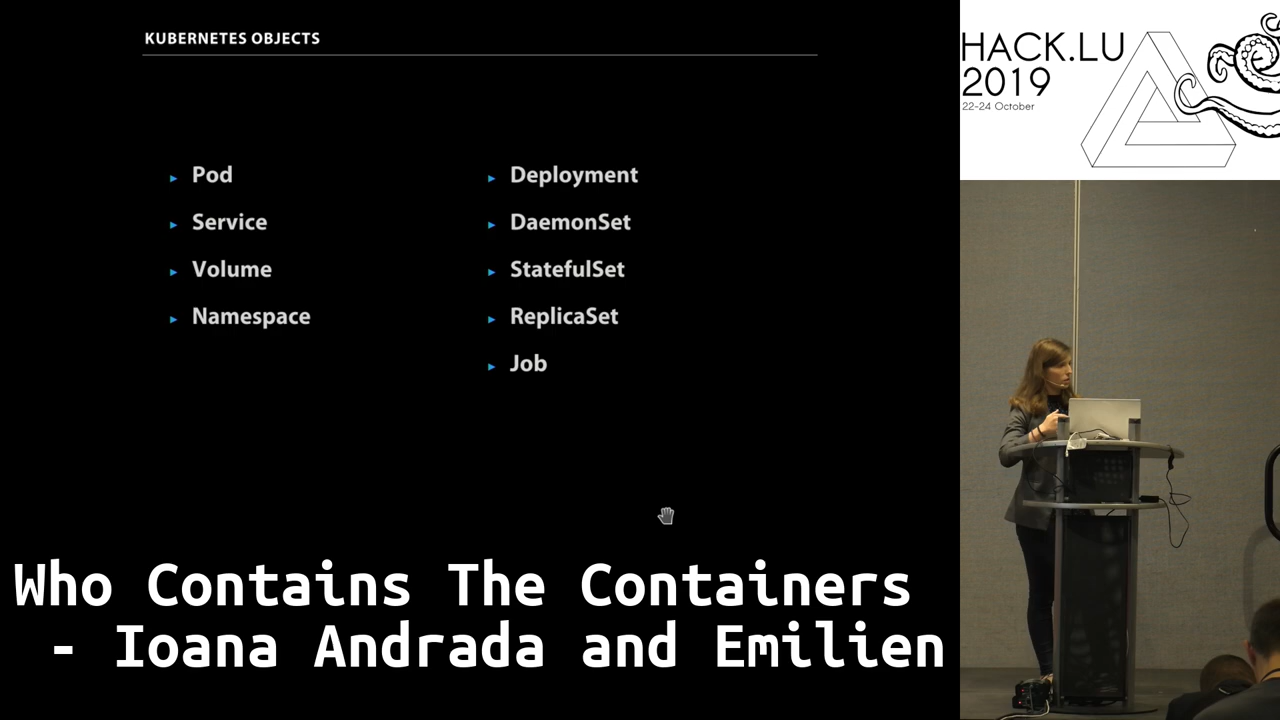 KUBERNETES OBJECTS
Pod
Service
Volume
Namespace
Deployment
DaemonSet
StatefulSet
ReplicaSet
Job
HACK.LU
2019
22-24 October
Who Contains The Containers
- Ioana Andrada and Emilien